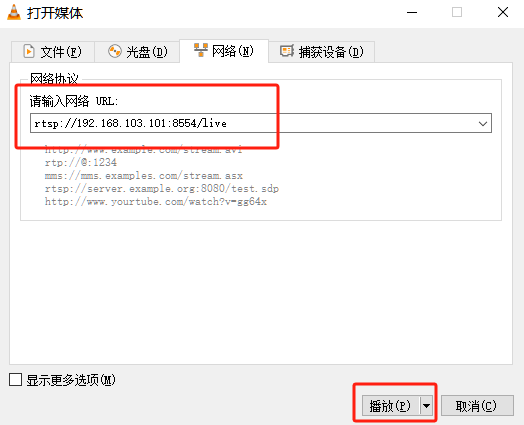 打开媒体
文件(F) 光盘(D) 网络(N) 捕获设备(D)
网络协议
请输入网络 URL:
rtsp://192.168.103.101:8554/live
http://www.example.com/stream.avi
rtp://@:1234
mms://mms.examples.com/stream.asx
rtsp://server.example.org:8080/test.sdp
http://www.yourtube.com/watch?v=gg64x
显示更多选项(M)
播放(P) 取消(C)